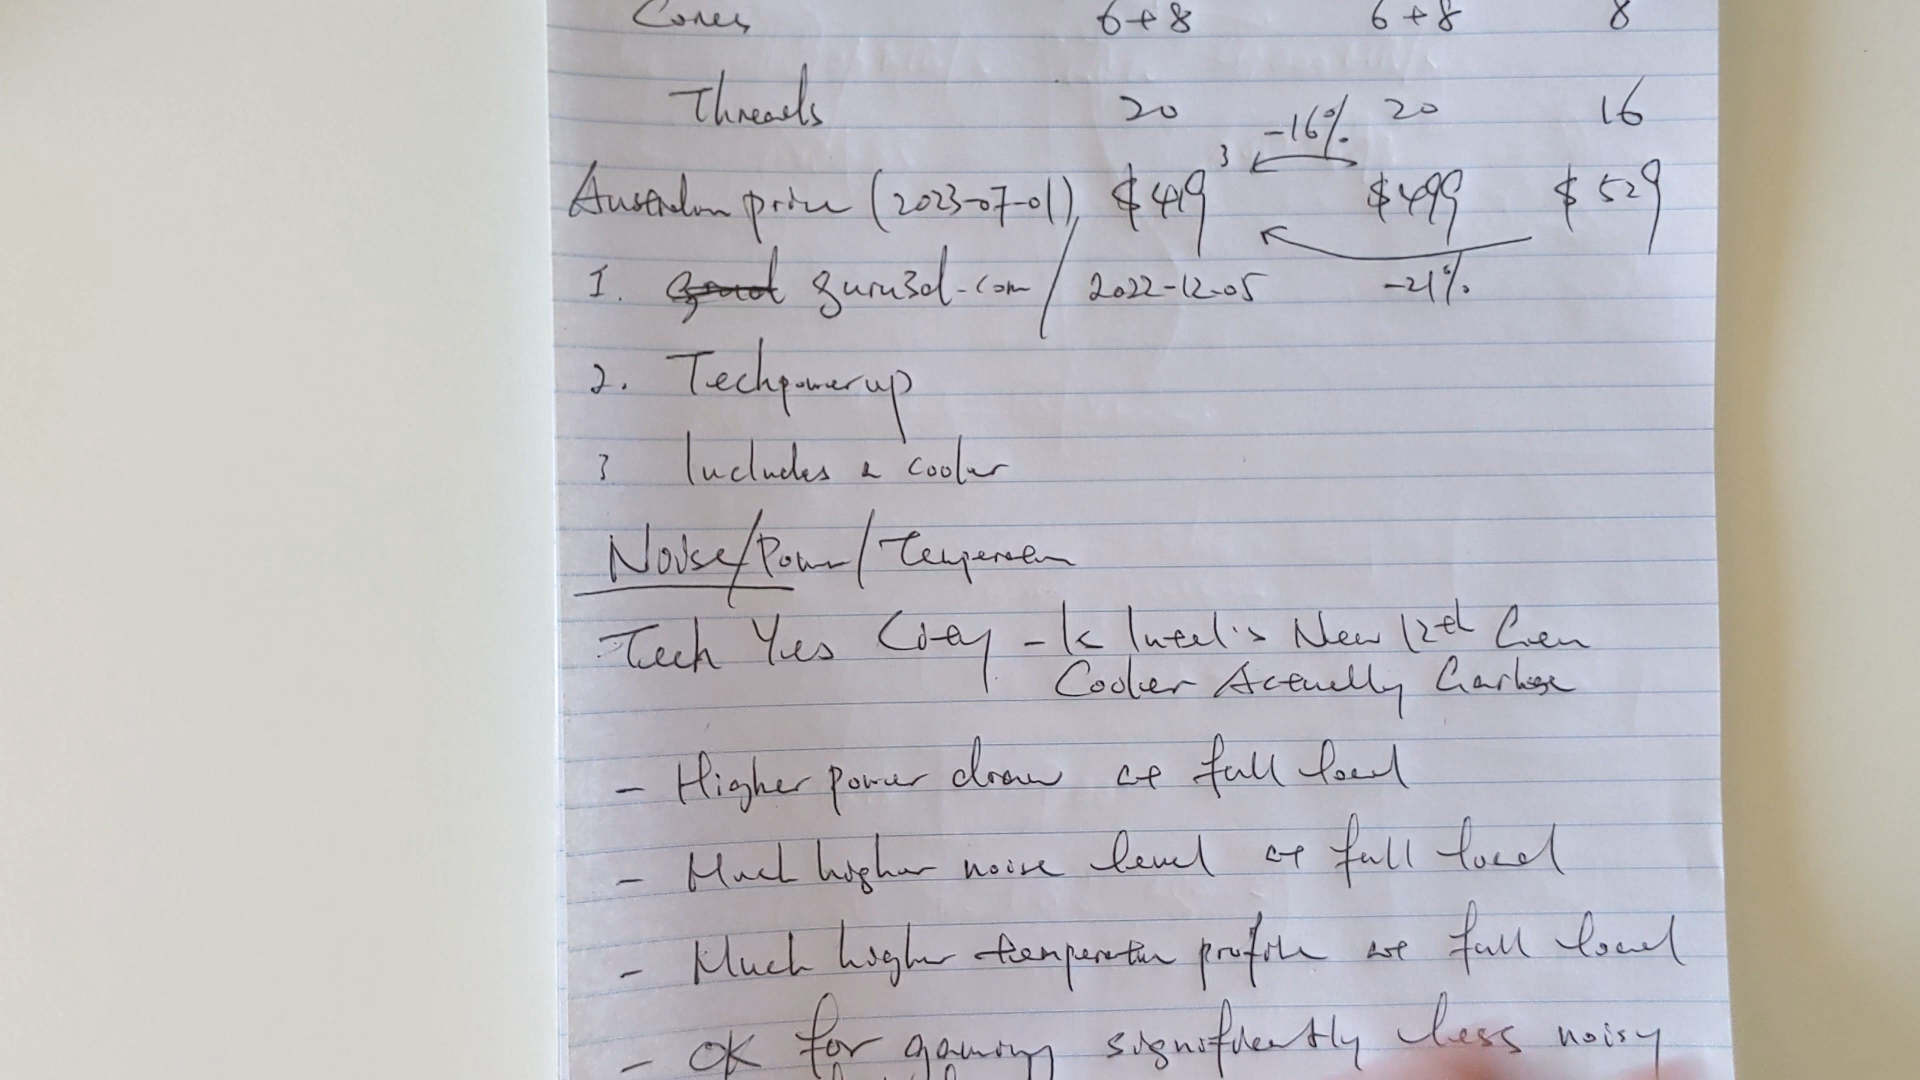 Cores 6+8 6+8 8
Threads 20 -16% 20 16
Australian price (2023-07-01), $419 3 $499 $529
1. guru3d.com / 2022-12-05 -21%
2. Techpowerup
3 Includes a cooler
Noise/Power/Temperature
Tech Yes City - Is Intel's New 12th Gen
Cooler Actually Garbage
- Higher power draw at full load
- Much higher noise level at full load
- Much higher temperature profile at full load
- OK for gaming significantly less noisy